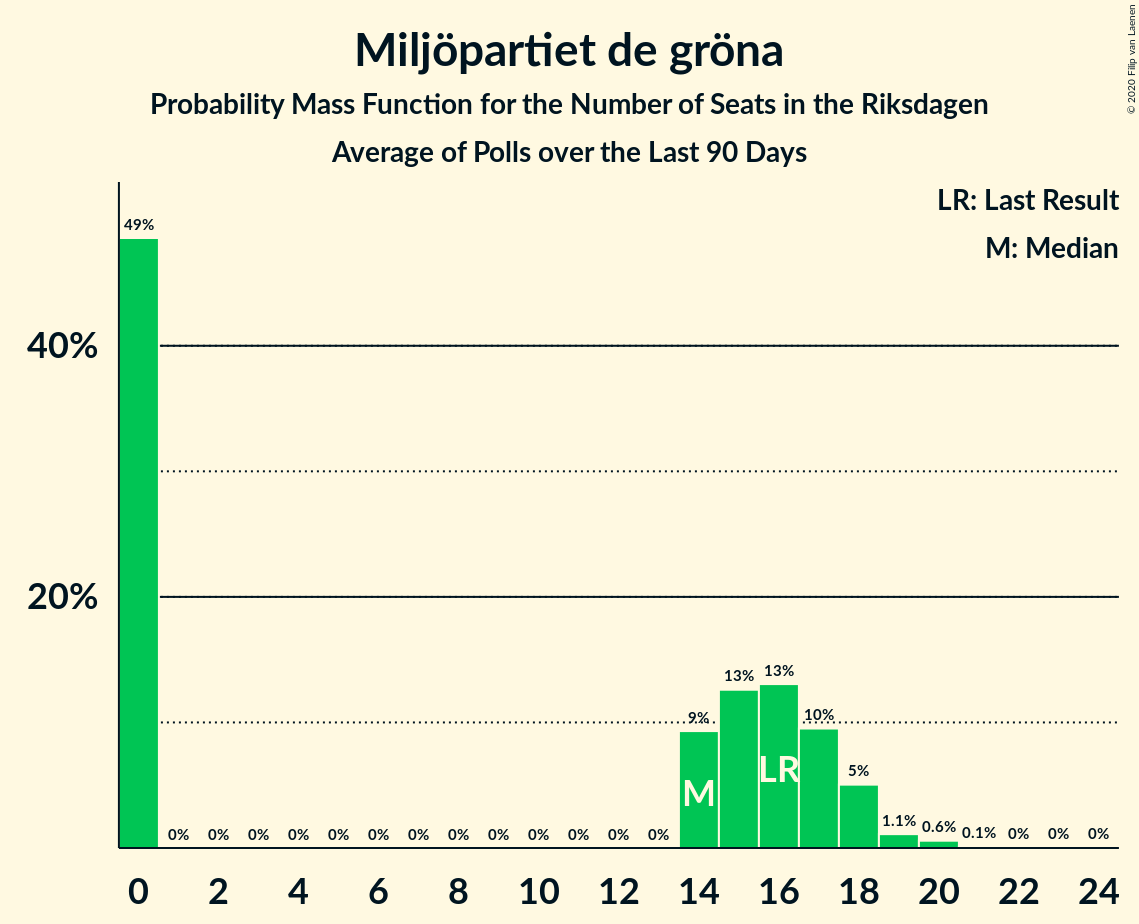 Miljöpartiet de gröna
Probability Mass Function for the Number of Seats in the Riksdagen
Average of Polls over the Last 90 Days
© 2020 Filip van Laenen
LR: Last Result
M: Median
49%
40%
20%
13% 13%
9% 10%
5%
1.1% 0.6% 0.1% 0% 0% 0%
0% 0% 0% 0% 0% 0% 0% 0% 0% 0% 0% 0% 0%
M LR
0 2 4 6 8 10 12 14 16 18 20 22 24